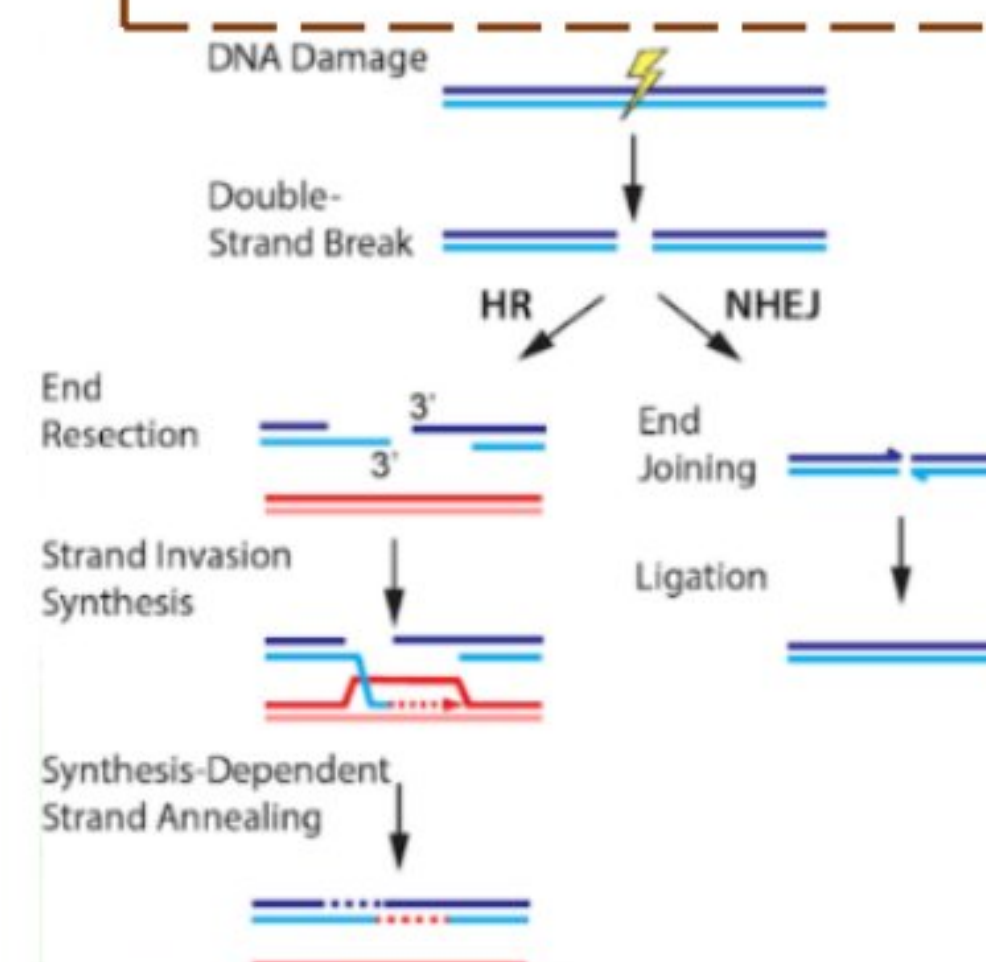 DNA Damage
Double-
Strand Break
HR
NHEJ
End
Resection
3'
3'
End
Joining
Strand Invasion
Synthesis
Ligation
Synthesis-Dependent
Strand Annealing